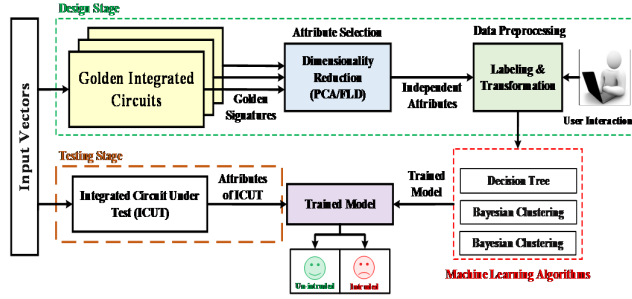 Design Stage
Input Vectors
Golden Integrated
Circuits
Golden
Signatures
Attribute Selection
Dimensionality
Reduction
(PCA/FLD)
Independent
Attributes
Data Preprocessing
Labeling &
Transformation
User Interaction
Testing Stage
Integrated Circuit Under
Test (ICUT)
Attributes
of ICUT
Trained Model
Trained
Model
Decision Tree
Bayesian Clustering
Bayesian Clustering
Machine Learning Algorithms
Un-intruded
Intruded